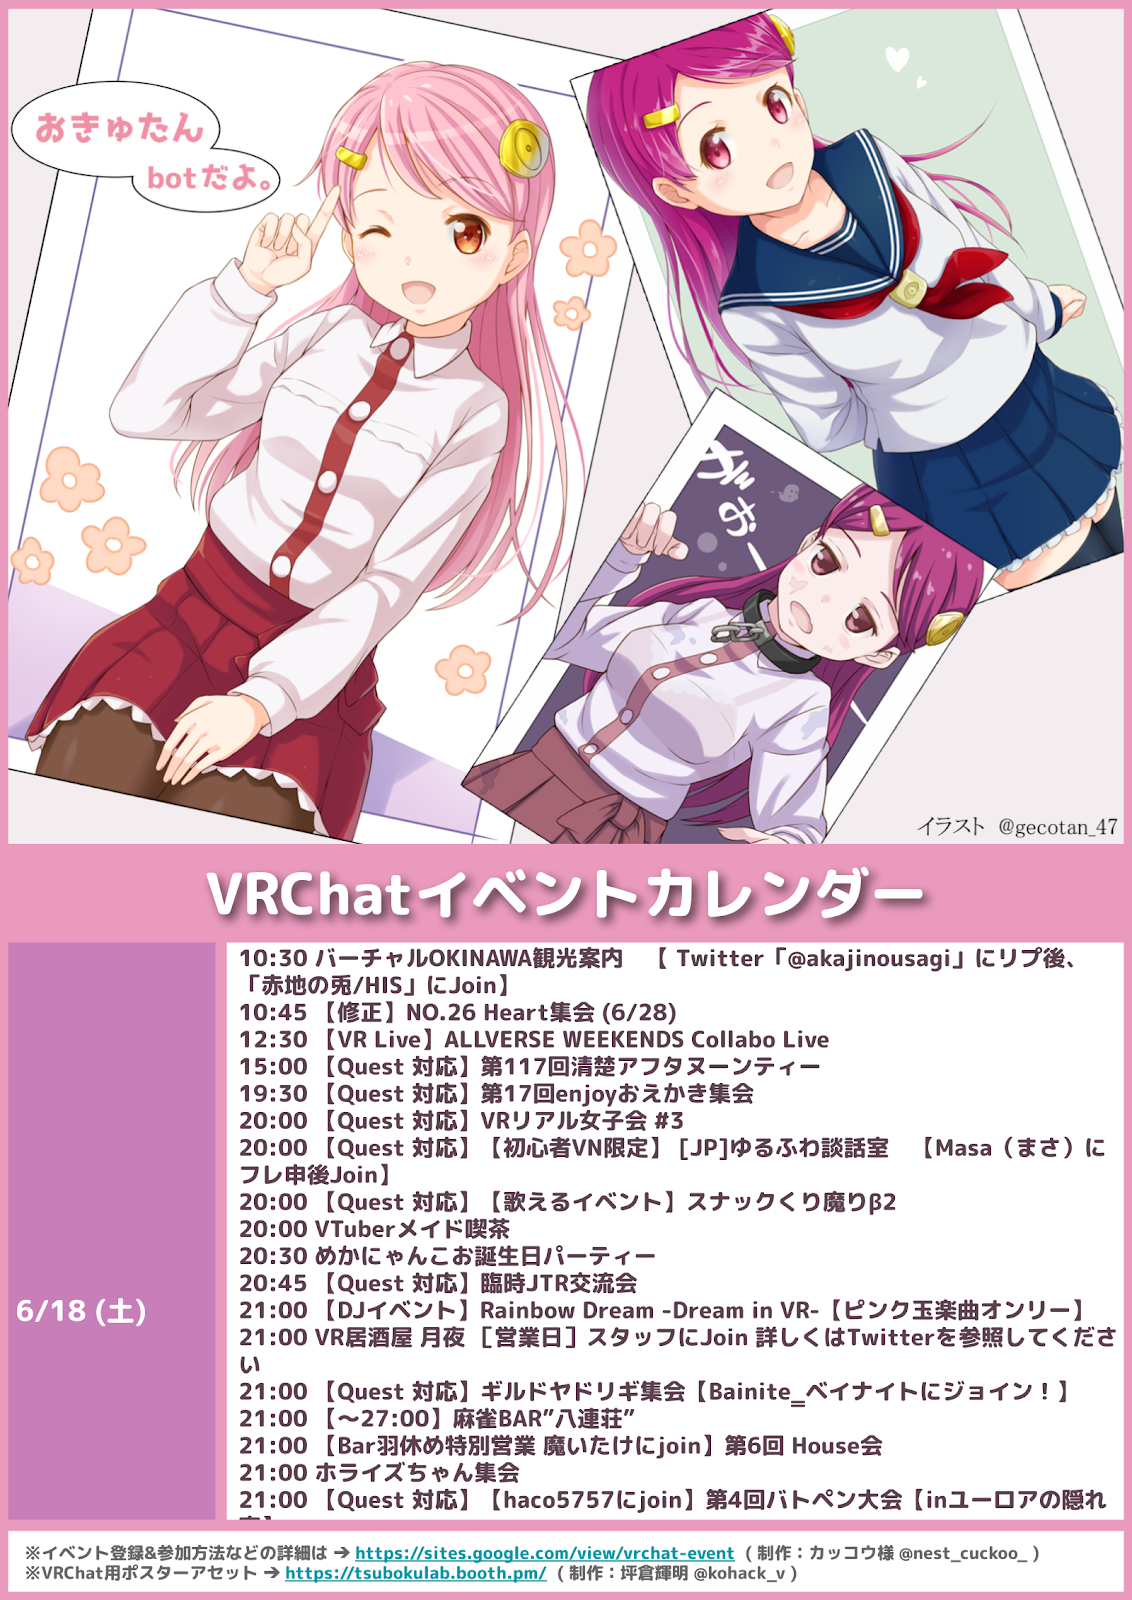 おきゅたん
botだよ。
がおー
イラスト @gecotan_47
VRChatイベントカレンダー
6/18 (土)
10:30 バーチャルOKINAWA観光案内　【 Twitter「@akajinousagi」にリプ後、
「赤地の兎/HIS」にJoin】
10:45 【修正】NO.26 Heart集会 (6/28)
12:30 【VR Live】ALLVERSE WEEKENDS Collabo Live
15:00 【Quest 対応】第117回清楚アフタヌーンティー
19:30 【Quest 対応】第17回enjoyおえかき集会
20:00 【Quest 対応】VRリアル女子会 #3
20:00 【Quest 対応】【初心者VN限定】 [JP]ゆるふわ談話室　【Masa（まさ）に
フレ申後Join】
20:00 【Quest 対応】【歌えるイベント】スナックくり魔りβ2
20:00 VTuberメイド喫茶
20:30 めかにゃんこお誕生日パーティー
20:45 【Quest 対応】臨時JTR交流会
21:00 【DJイベント】Rainbow Dream -Dream in VR-【ピンク玉楽曲オンリー】
21:00 VR居酒屋 月夜 ［営業日］スタッフにJoin 詳しくはTwitterを参照してくださ
い
21:00 【Quest 対応】ギルドヤドリギ集会【Bainite‗ベイナイトにジョイン！】
21:00 【～27:00】麻雀BAR”八連荘”
21:00 【Bar羽休め特別営業 魔いたけにjoin】第6回 House会
21:00 ホライズちゃん集会
21:00 【Quest 対応】【haco5757にjoin】第4回バトペン大会【inユーロアの隠れ
※イベント登録&参加方法などの詳細は ➔ https://sites.google.com/view/vrchat-event ( 制作：カッコウ様 @nest_cuckoo_ )
※VRChat用ポスターアセット ➔ https://tsubokulab.booth.pm/ ( 制作：坪倉輝明 @kohack_v )